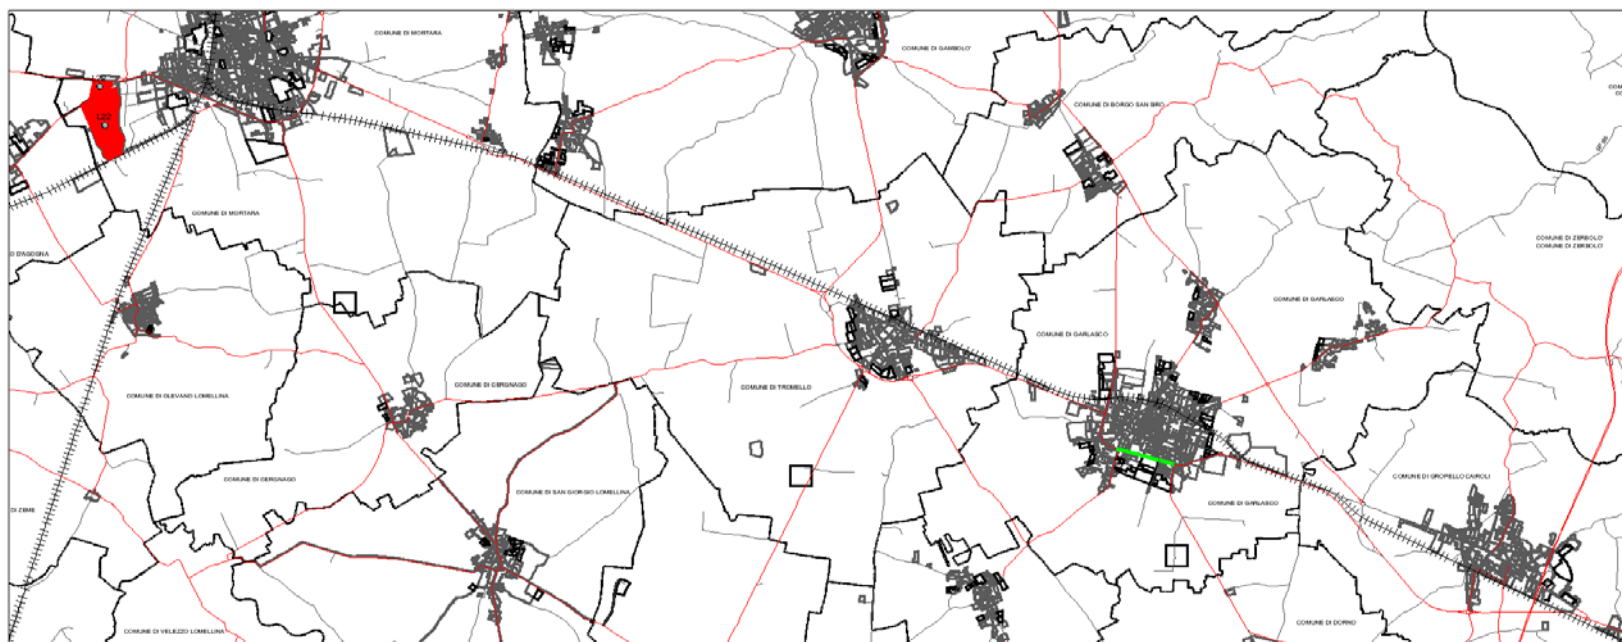 COMUNE DI MORTARA
COMUNE DI GAMBOLO'
COMUNE DI BORGO SAN SIRO
L22
COMUNE DI MORTARA
COMUNE DI ZERBOLO'
COMUNE DI ZERBOLO'
O D'AGOGNA
COMUNE DI GARLASCO
COMUNE DI GARLASCO
COMUNE DI CERGNAGO
COMUNE DI TROMELLO
COMUNE DI OLEVANO LOMELLINA
COMUNE DI CERGNAGO
COMUNE DI GROPELLO CAIROLI
COMUNE DI SAN GIORGIO LOMELLINA
COMUNE DI GARLASCO
DI ZEME
COMUNE DI DORNO
COMUNE DI VELEZZO LOMELLINA